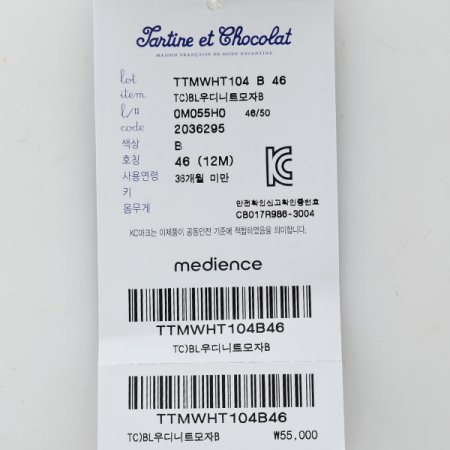 Tartine et Chocolat
MAISON FRANÇAISE DE MODE ENFANTINE
lot TTMWHT104 B 46
item TC)BL우디니트모자B
l/# 0M055H0 46/50
code 2036295
색상 B
호칭 46 (12M)
사용연령 36개월 미만
키
몸무게
안전확인신고확인증번호
CB017R986-3004
KC마크는 이제품이 공통안전 기준에 적합하였음을 의미합니다.
medience
TTMWHT104B46
TC)BL우디니트모자B
TTMWHT104B46
TC)BL우디니트모자B ₩55,000